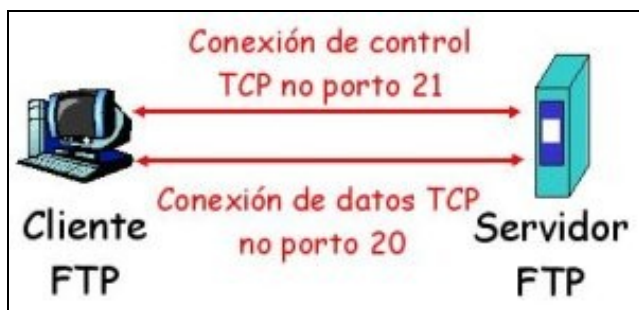 Conexión de control
TCP no porto 21
Conexión de datos TCP
no porto 20
Cliente
FTP
Servidor
FTP